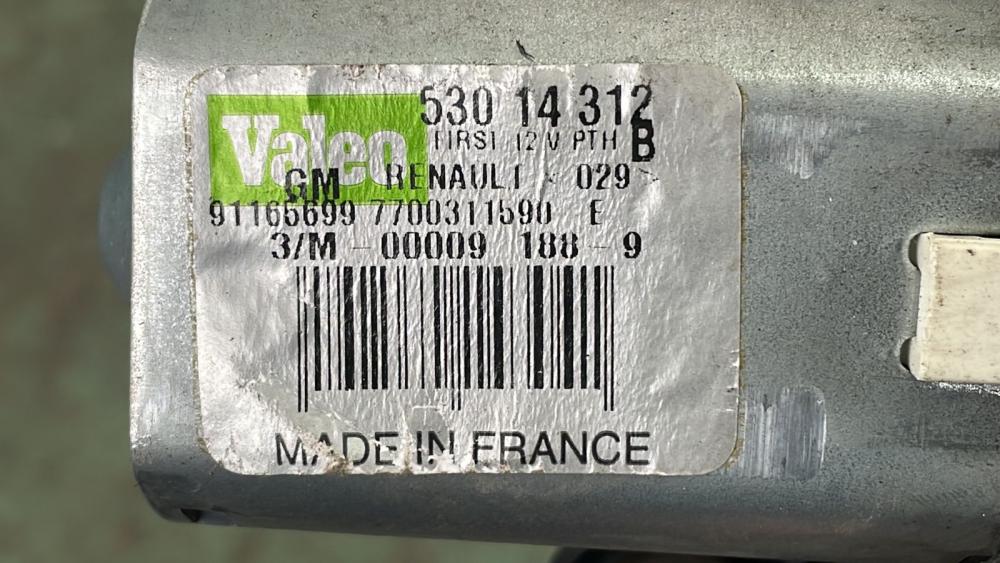 Valeo 530 14 312
FIRST 12 V PTH B
GM RENAULT - 029
91165699 7700311590 E
3/M - 00009 188 - 9
MADE IN FRANCE